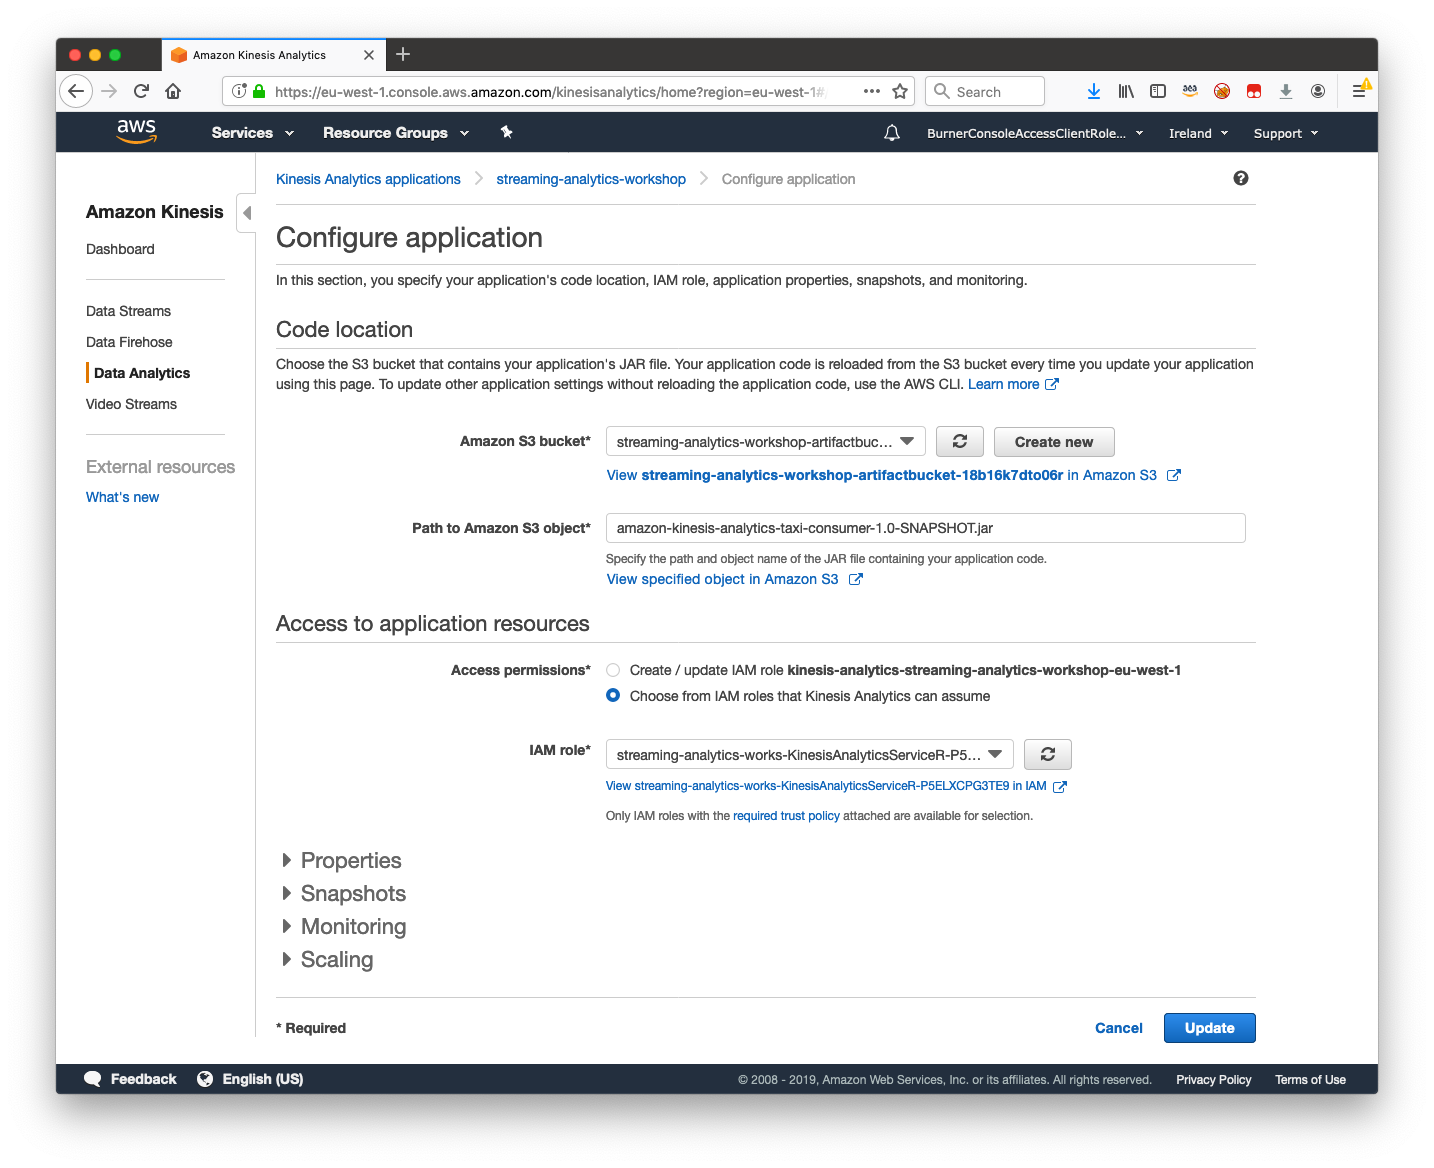 Amazon Kinesis Analytics
https://eu-west-1.console.aws.amazon.com/kinesisanalytics/home?region=eu-west-1#
Search
aws
Services
Resource Groups
BurnerConsoleAccessClientRole...
Ireland
Support
Amazon Kinesis
Dashboard
Data Streams
Data Firehose
Data Analytics
Video Streams
External resources
What's new
Kinesis Analytics applications
streaming-analytics-workshop
Configure application
Configure application
In this section, you specify your application's code location, IAM role, application properties, snapshots, and monitoring.
Code location
Choose the S3 bucket that contains your application's JAR file. Your application code is reloaded from the S3 bucket every time you update your application
using this page. To update other application settings without reloading the application code, use the AWS CLI. Learn more
Amazon S3 bucket*
streaming-analytics-workshop-artifactbuc...
Create new
View streaming-analytics-workshop-artifactbucket-18b16k7dto06r in Amazon S3
Path to Amazon S3 object*
amazon-kinesis-analytics-taxi-consumer-1.0-SNAPSHOT.jar
Specify the path and object name of the JAR file containing your application code.
View specified object in Amazon S3
Access to application resources
Access permissions*
Create / update IAM role kinesis-analytics-streaming-analytics-workshop-eu-west-1
Choose from IAM roles that Kinesis Analytics can assume
IAM role*
streaming-analytics-works-KinesisAnalyticsServiceR-P5...
View streaming-analytics-works-KinesisAnalyticsServiceR-P5ELXCPG3TE9 in IAM
Only IAM roles with the required trust policy attached are available for selection.
Properties
Snapshots
Monitoring
Scaling
* Required
Cancel
Update
Feedback
English (US)
© 2008 - 2019, Amazon Web Services, Inc. or its affiliates. All rights reserved.
Privacy Policy
Terms of Use